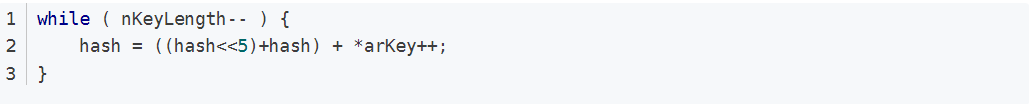 1 while ( nKeyLength-- ) {
2     hash = ((hash<<5)+hash) + *arKey++;
3 }